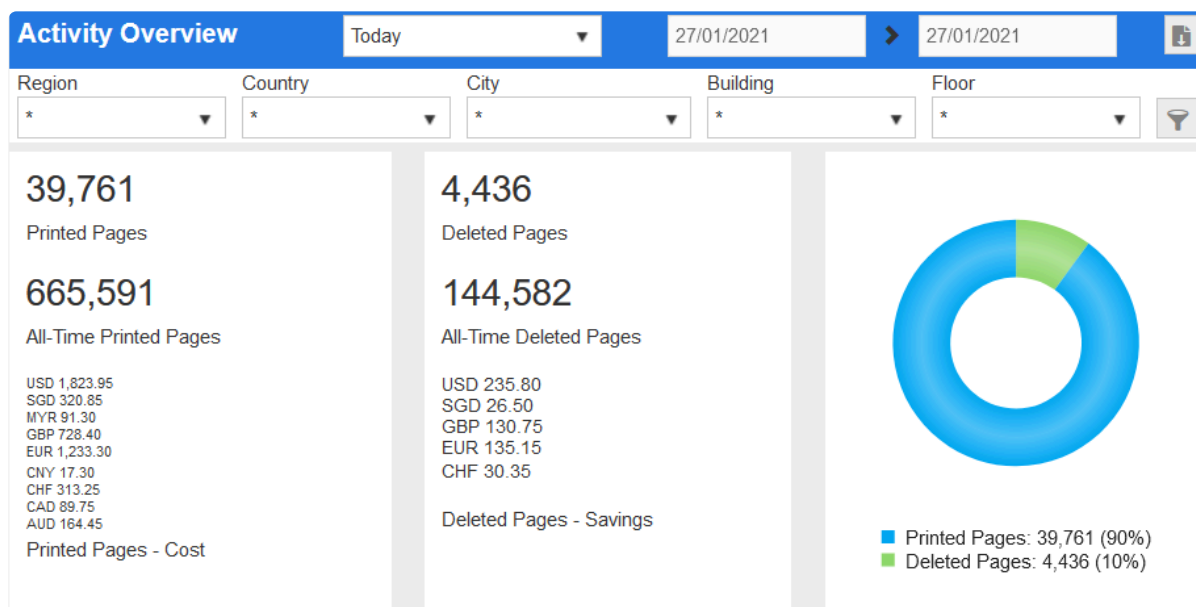 Activity Overview
Today
27/01/2021
27/01/2021
Region
Country
City
Building
Floor
*
*
*
*
*
39,761
Printed Pages
665,591
All-Time Printed Pages
USD 1,823.95
SGD 320.85
MYR 91.30
GBP 728.40
EUR 1,233.30
CNY 17.30
CHF 313.25
CAD 89.75
AUD 164.45
Printed Pages - Cost
4,436
Deleted Pages
144,582
All-Time Deleted Pages
USD 235.80
SGD 26.50
GBP 130.75
EUR 135.15
CHF 30.35
Deleted Pages - Savings
Printed Pages: 39,761 (90%)
Deleted Pages: 4,436 (10%)